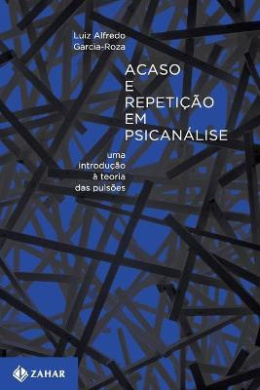 Luiz Alfredo
Garcia-Roza
ACASO
E
REPETIÇÃO
EM
PSICANÁLISE
uma
introdução
à teoria
das pulsões
ZAHAR